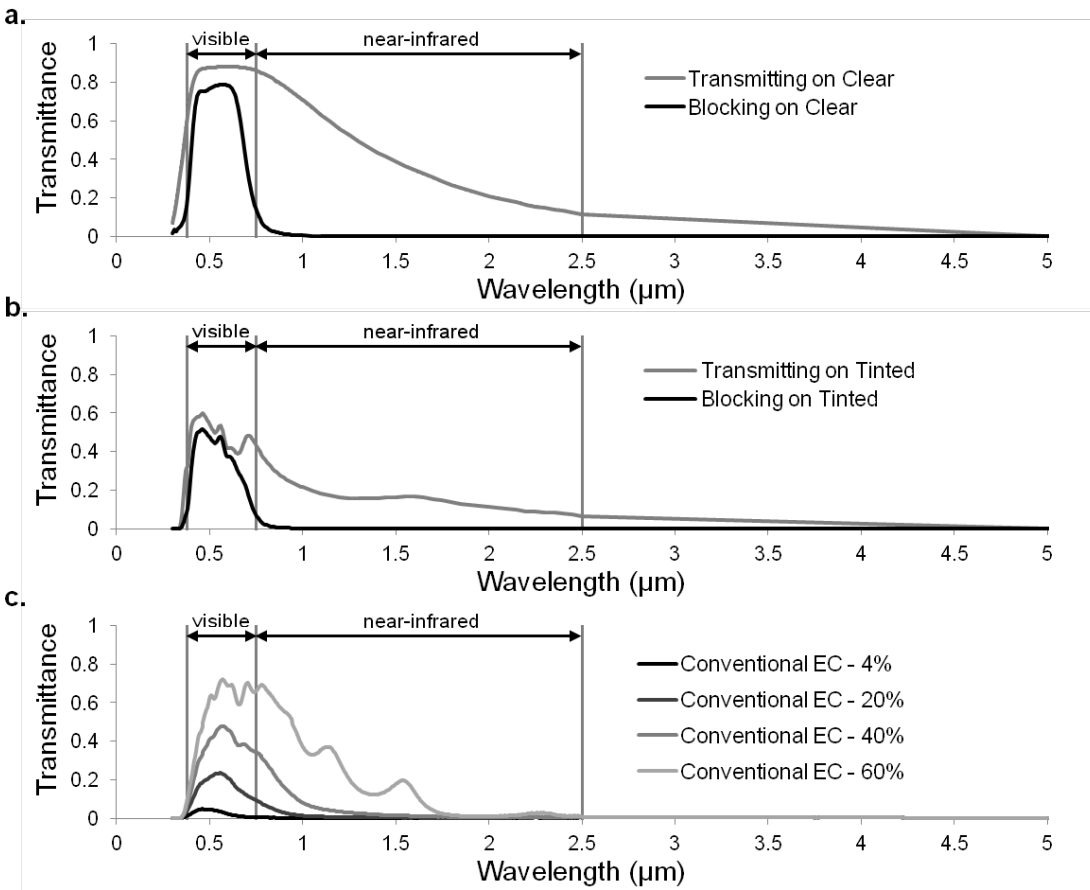 a.
visible
near-infrared
1
0.8
0.6
0.4
0.2
0
Transmittance
Transmitting on Clear
Blocking on Clear
0 0.5 1 1.5 2 2.5 3 3.5 4 4.5 5
Wavelength (µm)
b.
visible
near-infrared
1
0.8
0.6
0.4
0.2
0
Transmittance
Transmitting on Tinted
Blocking on Tinted
0 0.5 1 1.5 2 2.5 3 3.5 4 4.5 5
Wavelength (µm)
c.
visible
near-infrared
1
0.8
0.6
0.4
0.2
0
Transmittance
Conventional EC - 4%
Conventional EC - 20%
Conventional EC - 40%
Conventional EC - 60%
0 0.5 1 1.5 2 2.5 3 3.5 4 4.5 5
Wavelength (µm)